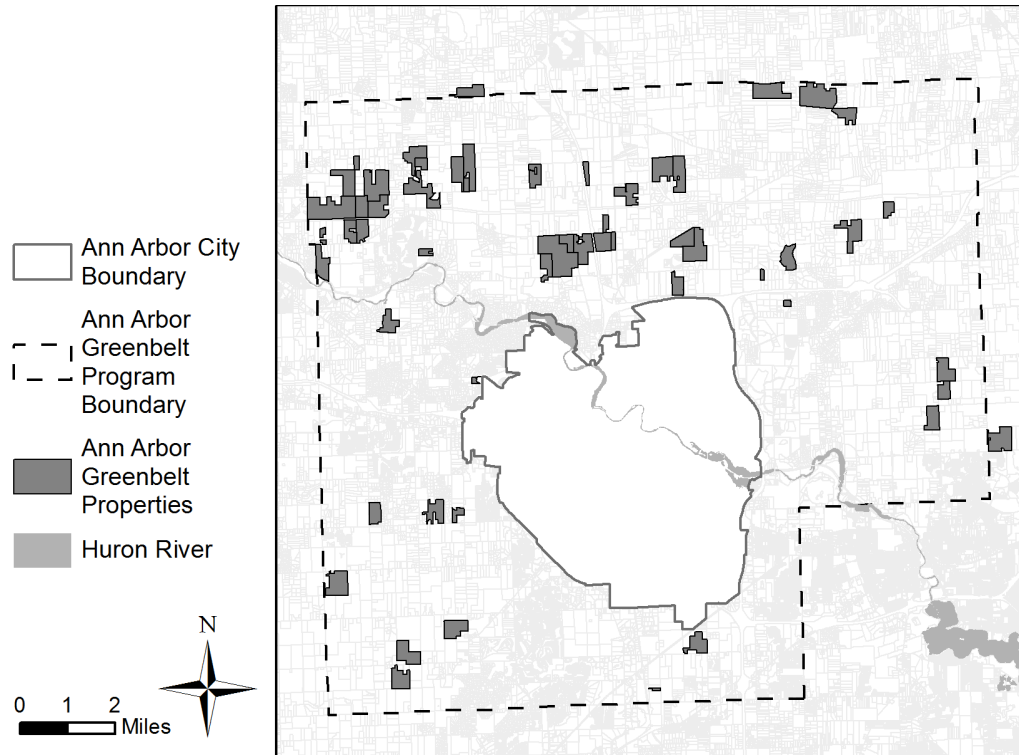 Ann Arbor City
Boundary
Ann Arbor
Greenbelt
Program
Boundary
Ann Arbor
Greenbelt
Properties
Huron River
N
0 1 2
Miles